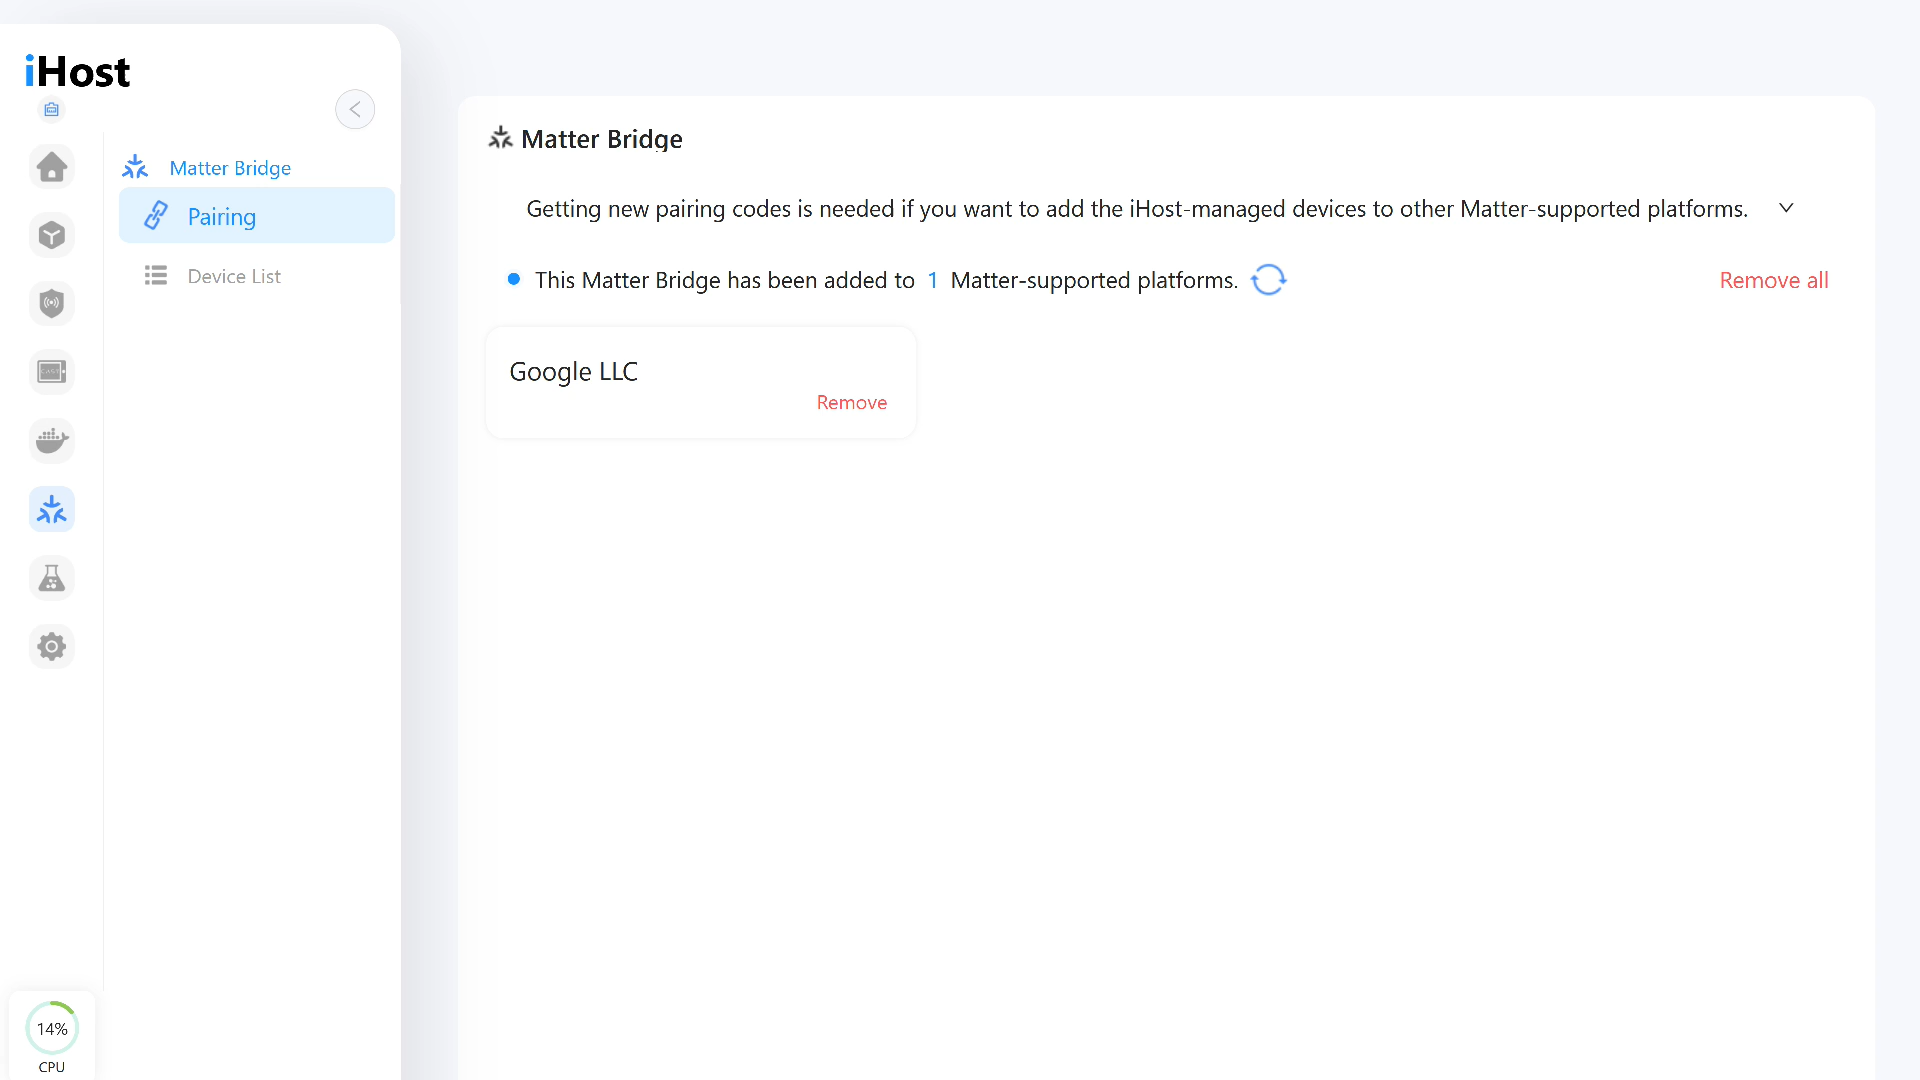 iHost
Matter Bridge
Pairing
Device List
14%
CPU
Matter Bridge
Getting new pairing codes is needed if you want to add the iHost-managed devices to other Matter-supported platforms.
This Matter Bridge has been added to 1 Matter-supported platforms.
Remove all
Google LLC
Remove